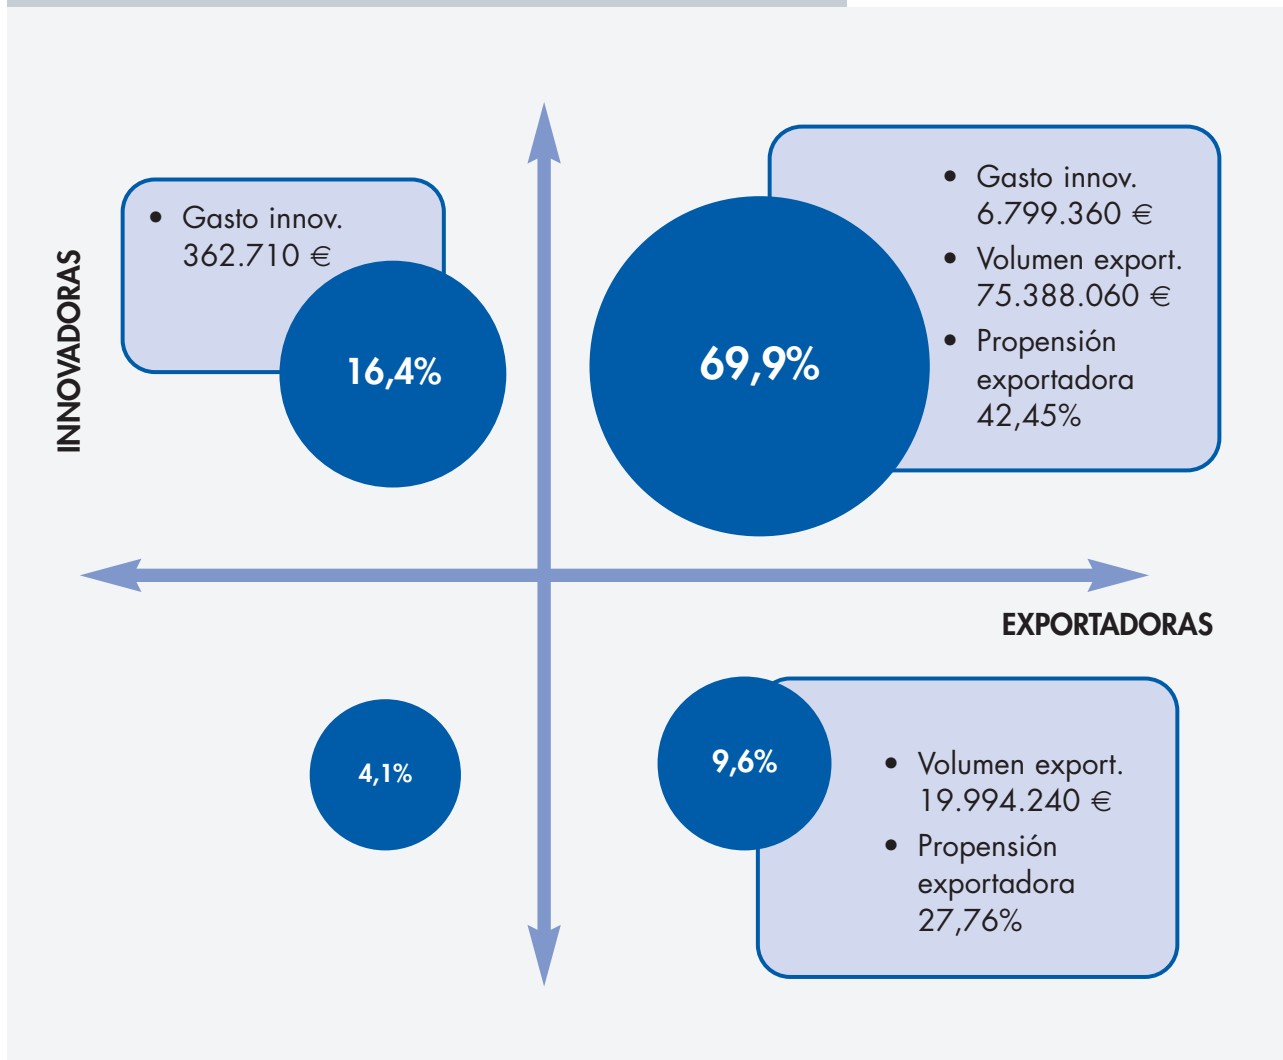 INNOVADORAS
• Gasto innov.
362.710 €
16,4%
69,9%
• Gasto innov.
6.799.360 €
• Volumen export.
75.388.060 €
• Propensión
exportadora
42,45%
EXPORTADORAS
4,1%
9,6%
• Volumen export.
19.994.240 €
• Propensión
exportadora
27,76%